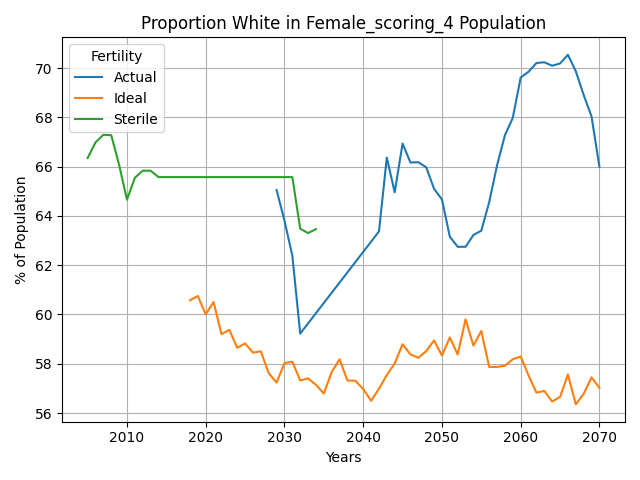 Proportion White in Female_scoring_4 Population
Fertility
Actual
Ideal
Sterile
% of Population
70
68
66
64
62
60
58
56
2010 2020 2030 2040 2050 2060 2070
Years